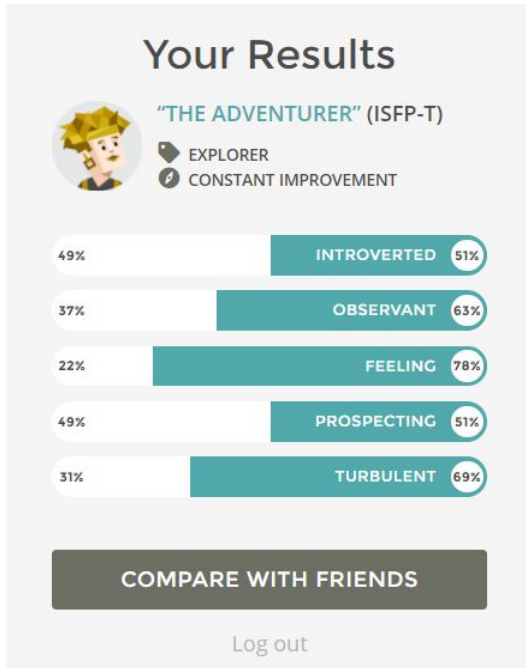 Your Results
“THE ADVENTURER” (ISFP-T)
EXPLORER
CONSTANT IMPROVEMENT
49% INTROVERTED 51%
37% OBSERVANT 63%
22% FEELING 78%
49% PROSPECTING 51%
31% TURBULENT 69%
COMPARE WITH FRIENDS
Log out